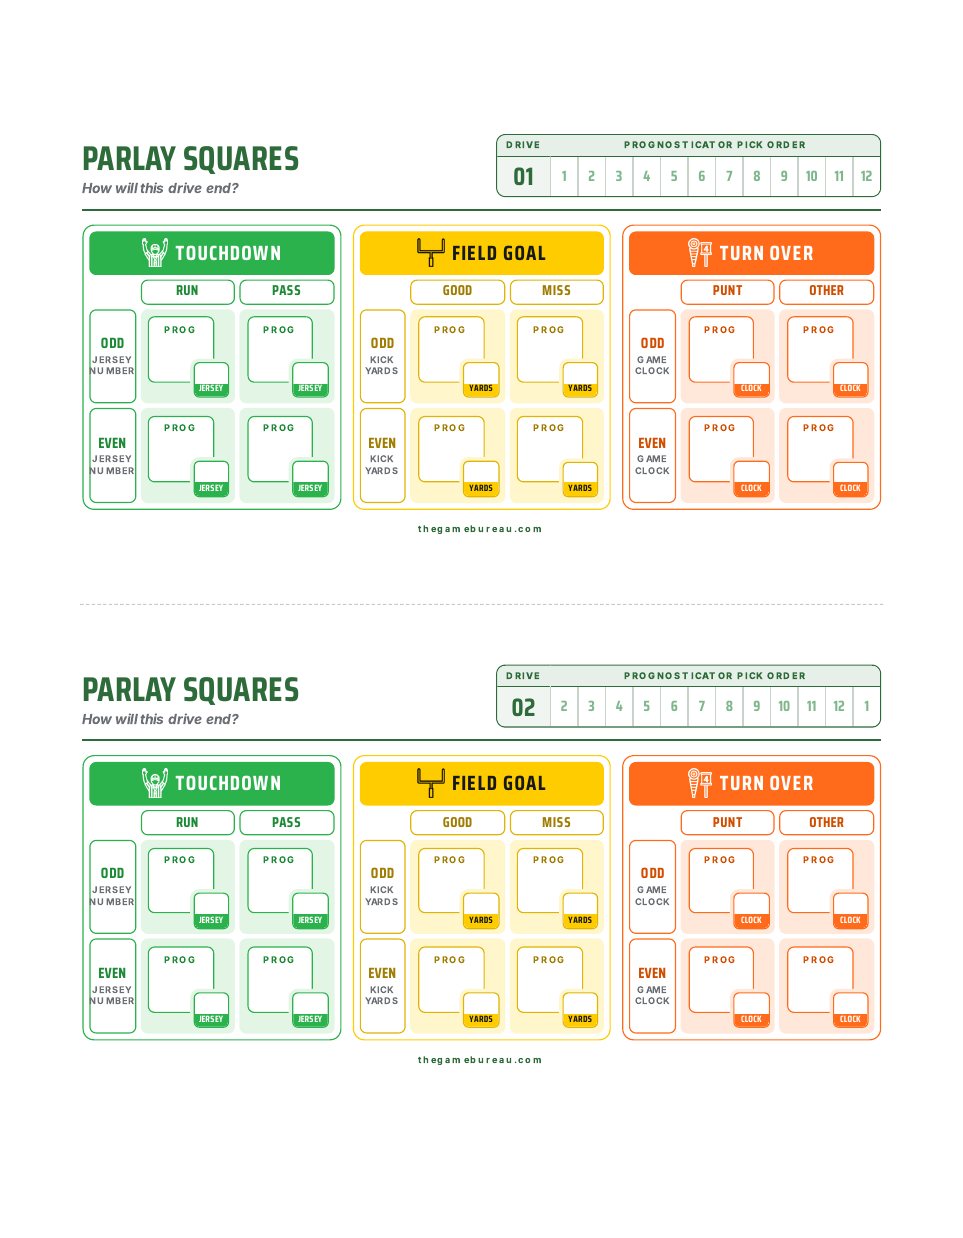 PARLAY SQUARES
How will this drive end?
DRIVE PROGNOSTICATOR PICK ORDER
01 1 2 3 4 5 6 7 8 9 10 11 12
TOUCHDOWN FIELD GOAL TURN OVER
RUN PASS GOOD MISS PUNT OTHER
PROG PROG PROG PROG PROG PROG
ODD ODD ODD
JERSEY KICK GAME
NUMBER YARDS CLOCK
JERSEY JERSEY YARDS YARDS CLOCK CLOCK
PROG PROG PROG PROG PROG PROG
EVEN EVEN EVEN
JERSEY KICK GAME
NUMBER YARDS CLOCK
JERSEY JERSEY YARDS YARDS CLOCK CLOCK
thegamebureau.com
PARLAY SQUARES
How will this drive end?
DRIVE PROGNOSTICATOR PICK ORDER
02 2 3 4 5 6 7 8 9 10 11 12 1
TOUCHDOWN FIELD GOAL TURN OVER
RUN PASS GOOD MISS PUNT OTHER
PROG PROG PROG PROG PROG PROG
ODD ODD ODD
JERSEY KICK GAME
NUMBER YARDS CLOCK
JERSEY JERSEY YARDS YARDS CLOCK CLOCK
PROG PROG PROG PROG PROG PROG
EVEN EVEN EVEN
JERSEY KICK GAME
NUMBER YARDS CLOCK
JERSEY JERSEY YARDS YARDS CLOCK CLOCK
thegamebureau.com